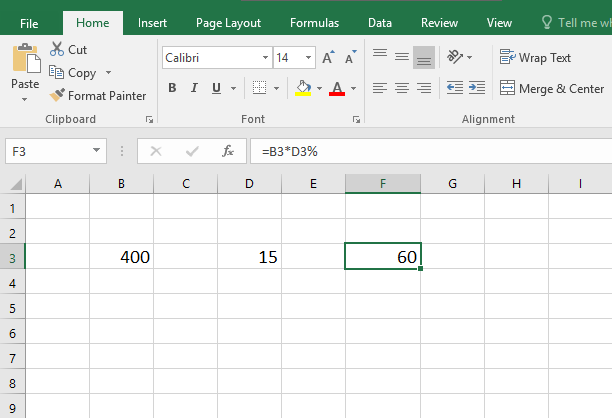 File Home Insert Page Layout Formulas Data Review View Tell me wh
Cut
Copy
Format Painter
Paste
Clipboard
Calibri 14 A A
B I U A
Font
Wrap Text
Merge & Center
Alignment
F3 fx =B3*D3%
A B C D E F G H I
1
2
3 400 15 60
4
5
6
7
8
9